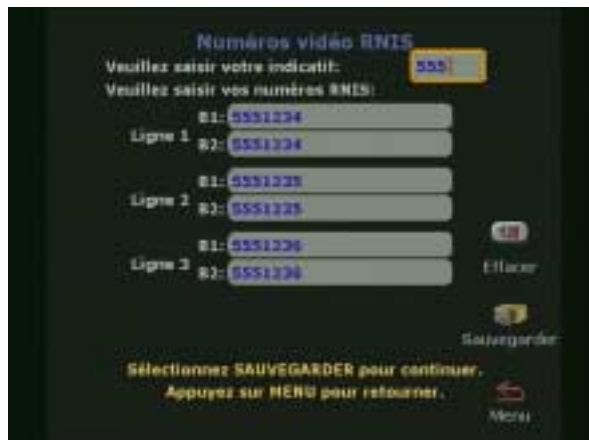 Numéros vidéo RNIS
Veuillez saisir votre indicatif: 555
Veuillez saisir vos numéros RNIS:
Ligne 1 B1: 5551234
B2: 5551234
Ligne 2 B1: 5551235
B2: 5551235
Ligne 3 B1: 5551236
B2: 5551236
Effacer
Sauvegarder
Sélectionnez SAUVEGARDER pour continuer.
Appuyez sur MENU pour retourner.
Menu